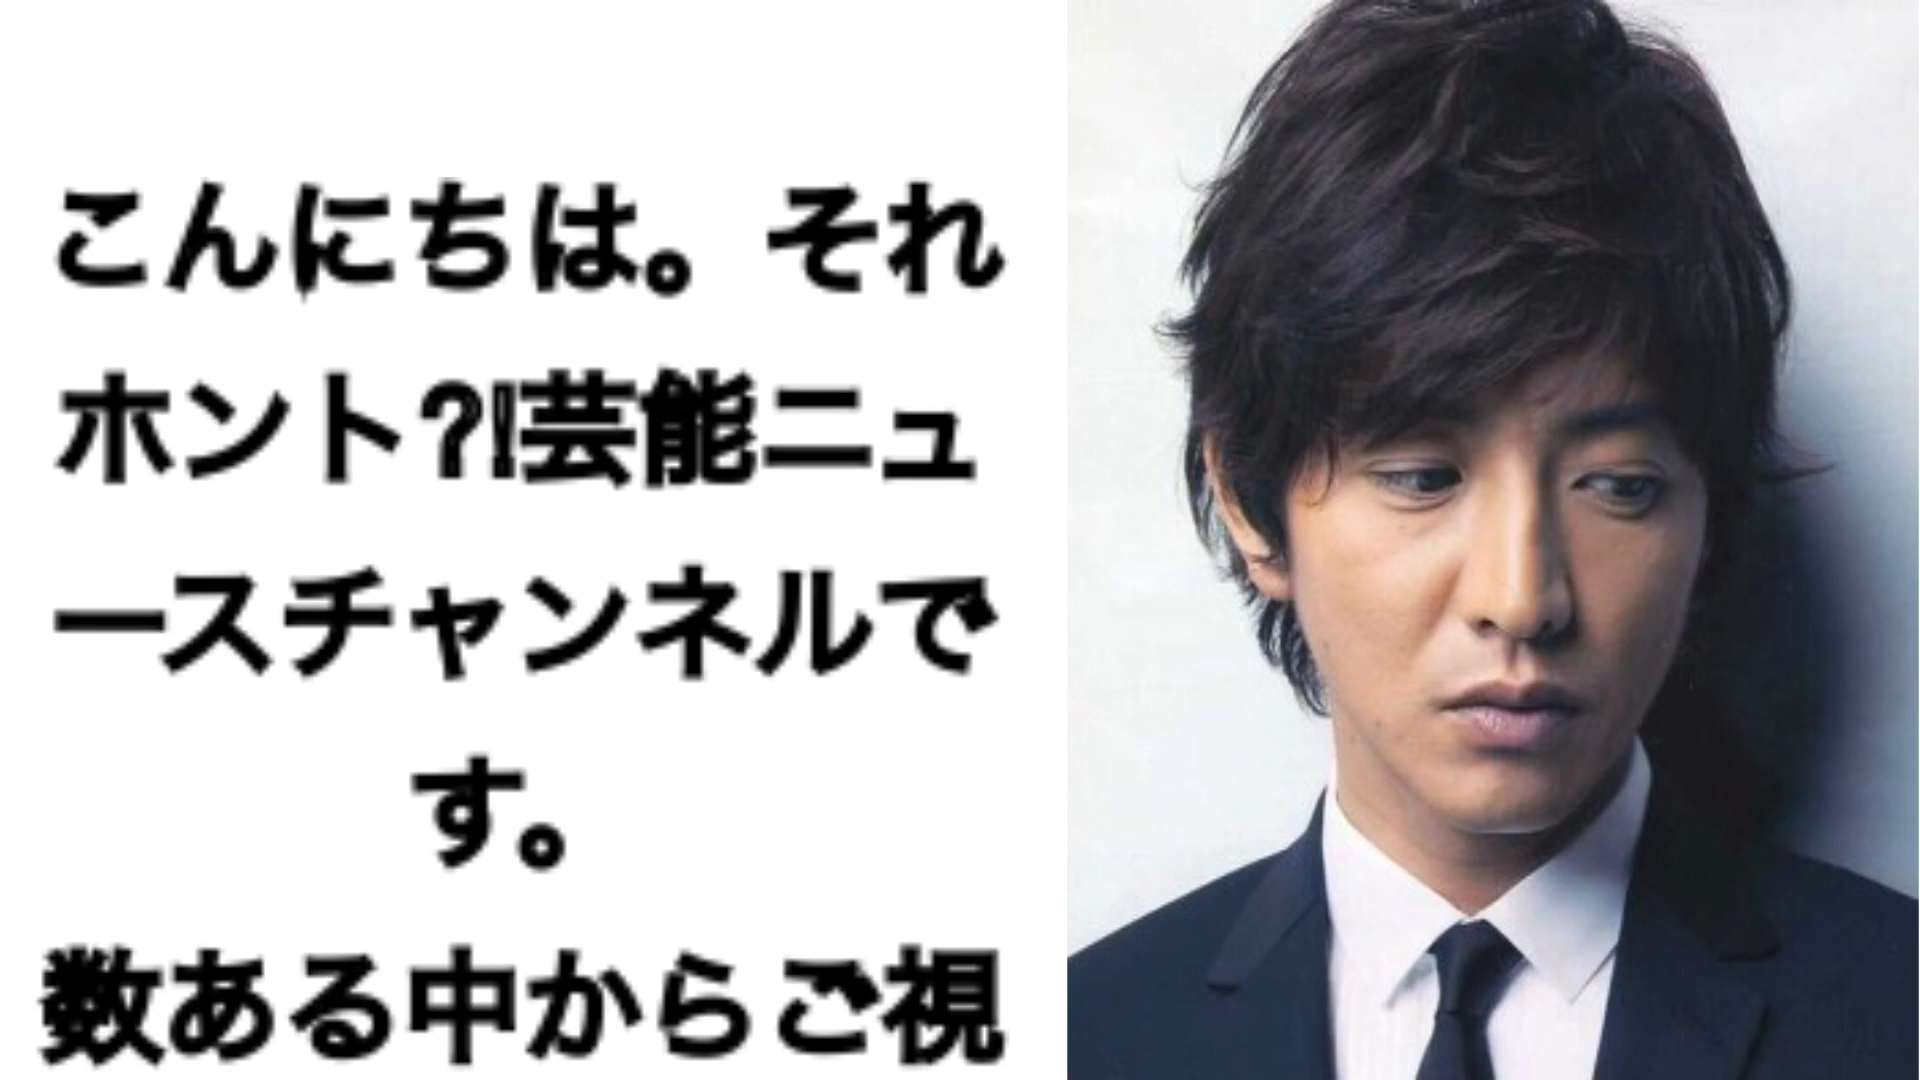 こんにちは。それ
ホント?!芸能ニュ
ースチャンネルで
す。
数ある中からご視